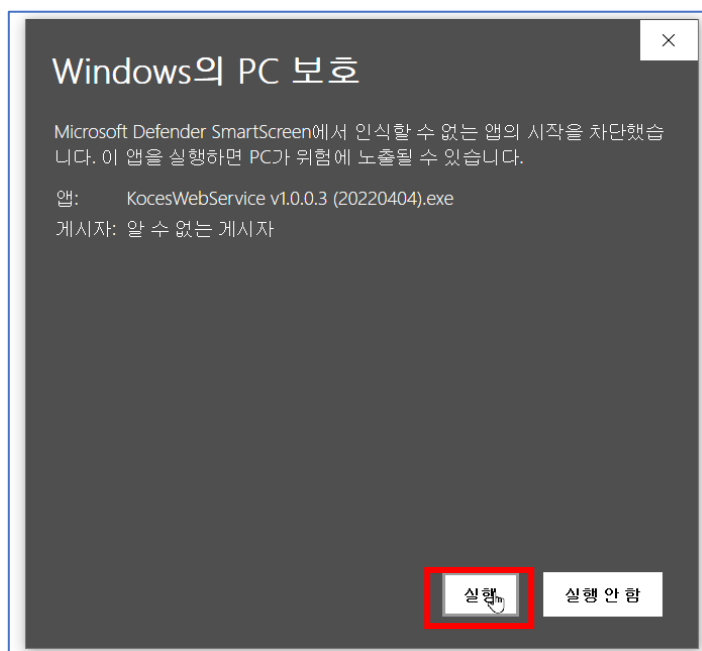 Windows의 PC 보호
Microsoft Defender SmartScreen에서 인식할 수 없는 앱의 시작을 차단했습
니다. 이 앱을 실행하면 PC가 위험에 노출될 수 있습니다.
앱: KocesWebService v1.0.0.3 (20220404).exe
게시자: 알 수 없는 게시자
실행 실행 안 함